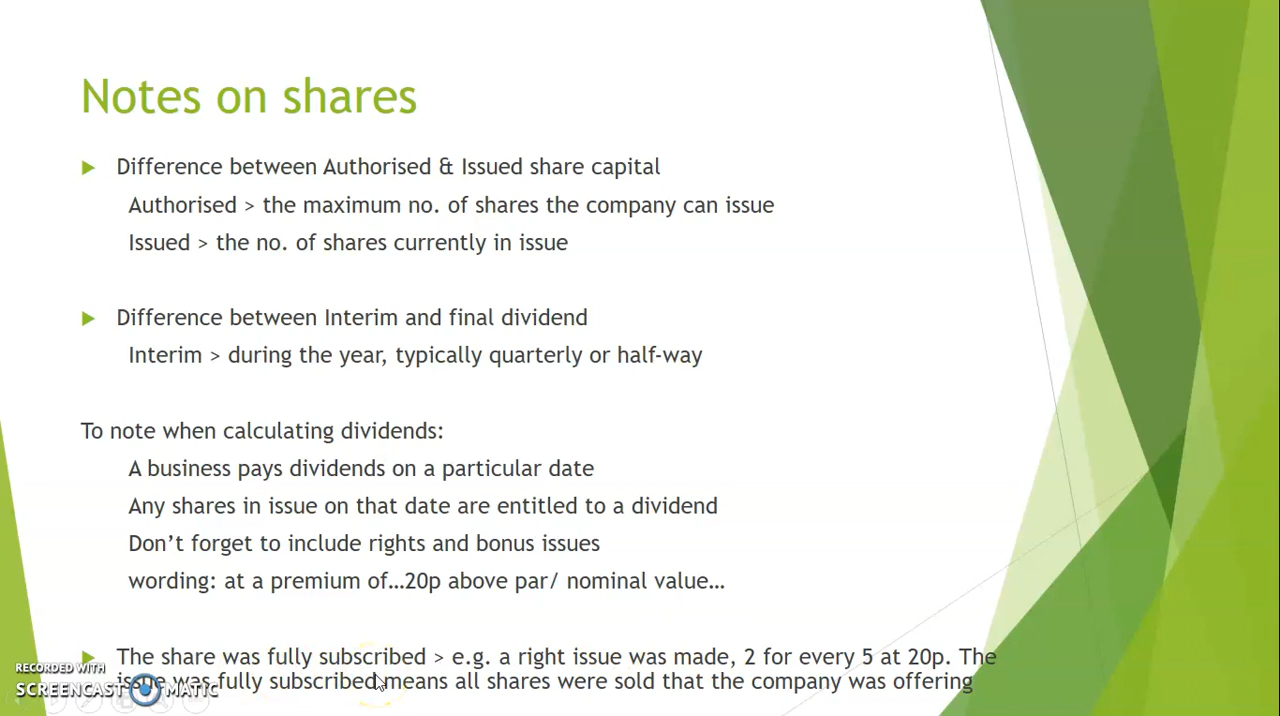 Notes on shares
Difference between Authorised & Issued share capital
Authorised > the maximum no. of shares the company can issue
Issued > the no. of shares currently in issue
Difference between Interim and final dividend
Interim > during the year, typically quarterly or half-way
To note when calculating dividends:
A business pays dividends on a particular date
Any shares in issue on that date are entitled to a dividend
Don’t forget to include rights and bonus issues
wording: at a premium of…20p above par/ nominal value…
The share was fully subscribed > e.g. a right issue was made, 2 for every 5 at 20p. The
issue was fully subscribed means all shares were sold that the company was offering
RECORDED WITH
SCREENCAST MATIC